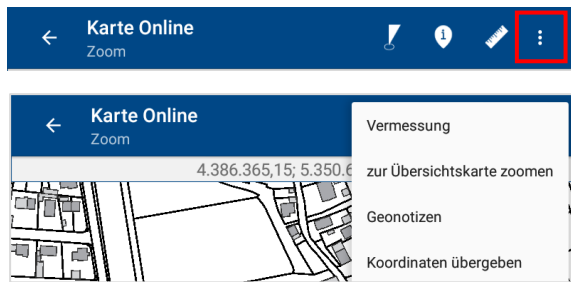 Karte Online
Zoom
Karte Online
Zoom
Vermessung
4.386.365,15; 5.350.6
zur Übersichtskarte zoomen
Geonotizen
Koordinaten übergeben